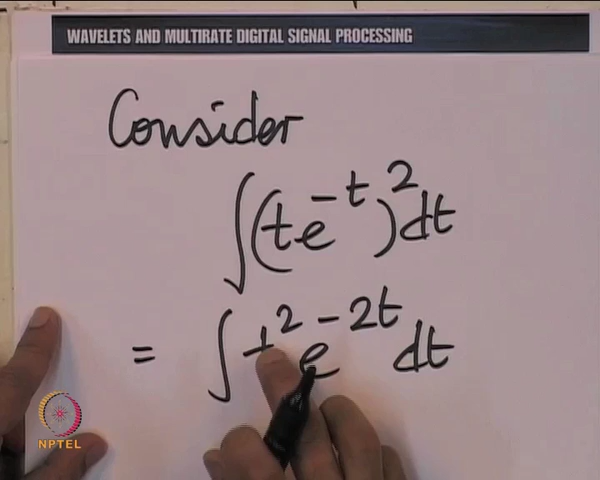 WAVELETS AND MULTIRATE DIGITAL SIGNAL PROCESSING
Consider
∫(te^{-t})^2 dt
= ∫t^2 e^{-2t} dt
NPTEL